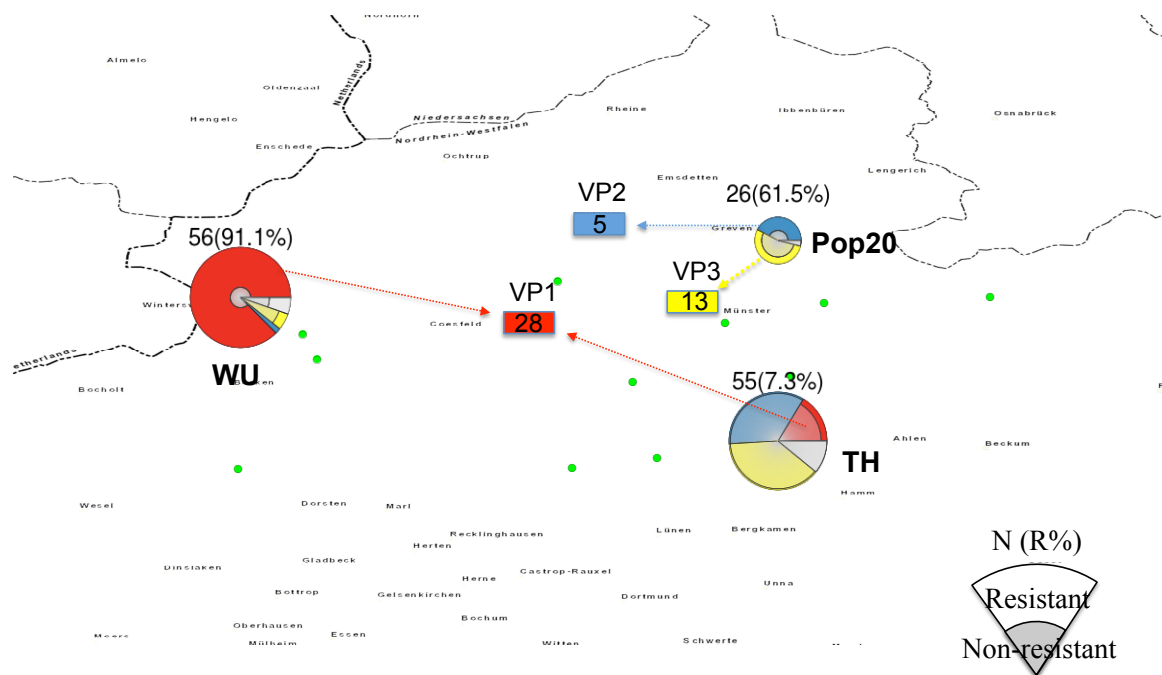 Nordhorn
Almelo
Oldenzaal
Netherlands
Hengelo
Rheine
Ibbenbüren
Osnabrück
Niedersachsen
Nordrhein-Westfalen
Enschede
Ochtrup
Lengerich
Emsdetten
VP2
5
26(61.5%)
Greven
Pop20
56(91.1%)
VP3
13
VP1
28
Münster
Coesfeld
WU
Bocholt
55(7.3%)
TH
Ahlen
Beckum
Hamm
Wesel
Dorsten
Marl
Recklinghausen
Lünen
Bergkamen
Herten
Gladbeck
Dinslaken
Castrop-Rauxel
Herne
Unna
Bottrop
Gelsenkirchen
Dortmund
Bochum
Oberhausen
Essen
Moers
Mülheim
Witten
Schwerte
N (R%)
Resistant
Non-resistant